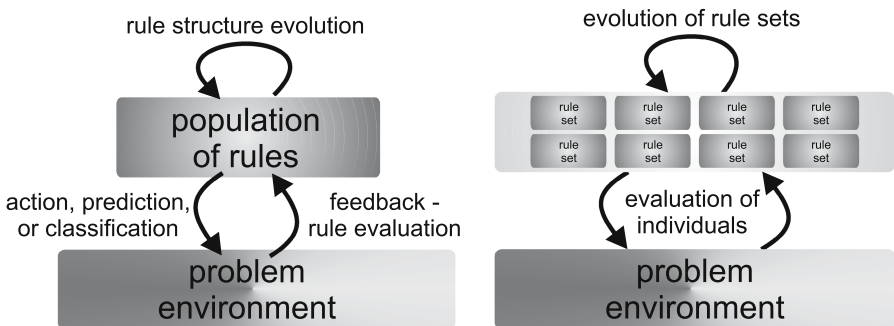 rule structure evolution
population
of rules
action, prediction,
or classification
feedback -
rule evaluation
problem
environment
evolution of rule sets
rule
set
rule
set
rule
set
rule
set
rule
set
rule
set
rule
set
rule
set
evaluation of
individuals
problem
environment